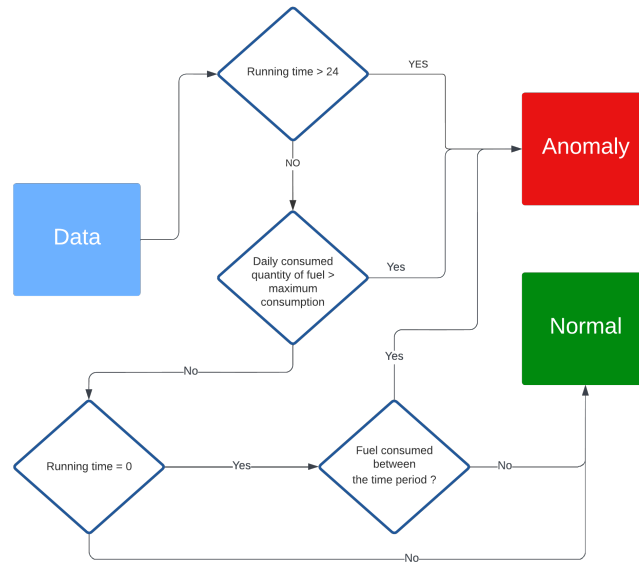 Running time > 24
YES
Anomaly
NO
Data
Daily consumed
quantity of fuel >
maximum
consumption
Yes
Normal
Yes
No
Running time = 0
Yes
Fuel consumed
between
the time period ?
No
No